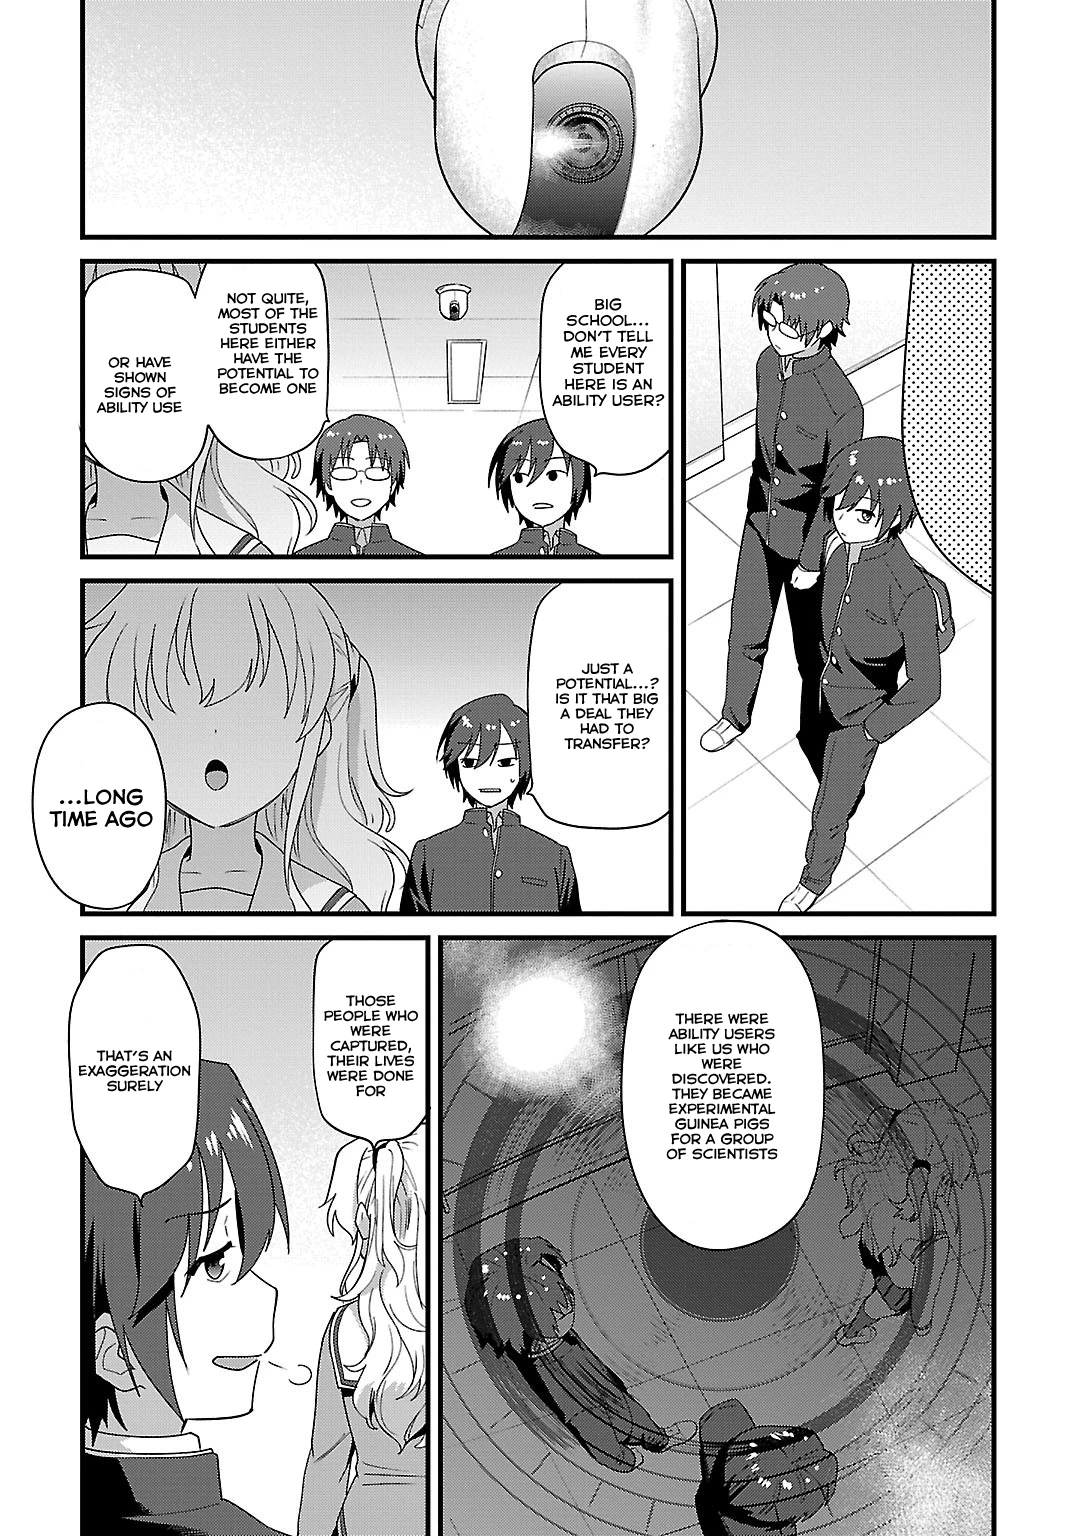 BIG
SCHOOL...
DON'T TELL
ME EVERY
STUDENT
HERE IS AN
ABILITY USER?
NOT QUITE,
MOST OF THE
STUDENTS
HERE EITHER
HAVE THE
POTENTIAL TO
BECOME ONE
OR HAVE
SHOWN
SIGNS OF
ABILITY USE
JUST A
POTENTIAL...?
IS IT THAT BIG
A DEAL THEY
HAD TO
TRANSFER?
...LONG
TIME AGO
THERE WERE
ABILITY USERS
LIKE US WHO
WERE
DISCOVERED.
THEY BECAME
EXPERIMENTAL
GUINEA PIGS
FOR A GROUP
OF SCIENTISTS
THOSE
PEOPLE WHO
WERE
CAPTURED,
THEIR LIVES
WERE DONE
FOR
THAT'S AN
EXAGGERATION
SURELY